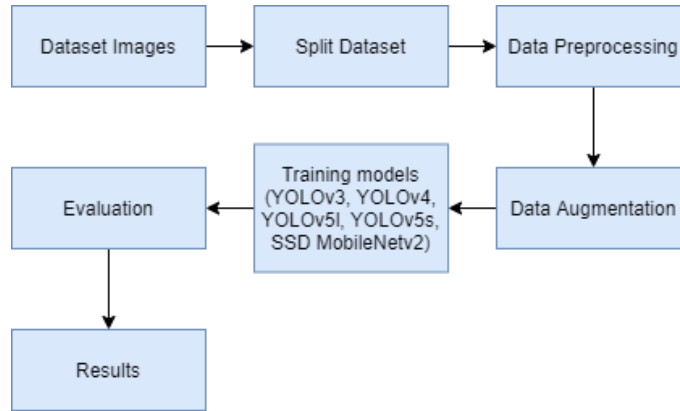 Dataset Images
Split Dataset
Data Preprocessing
Data Augmentation
Training models
(YOLOv3, YOLOv4,
YOLOv5l, YOLOv5s,
SSD MobileNetv2)
Evaluation
Results